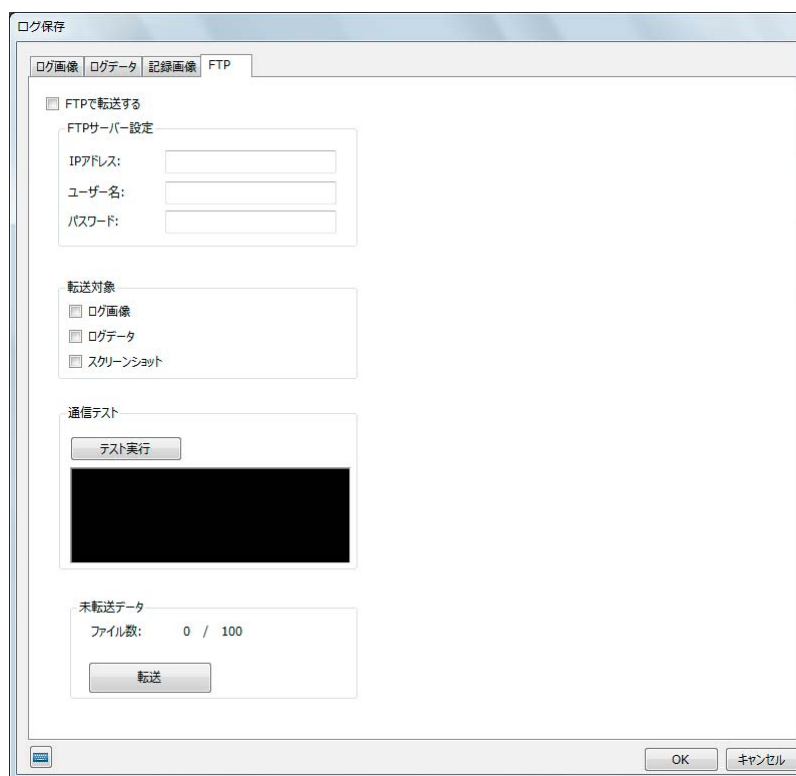 ログ保存
ログ画像 ログデータ 記録画像 FTP
FTPで転送する
FTPサーバー設定
IPアドレス:
ユーザー名:
パスワード:
転送対象
ログ画像
ログデータ
スクリーンショット
通信テスト
テスト実行
未転送データ
ファイル数: 0 / 100
転送
OK キャンセル